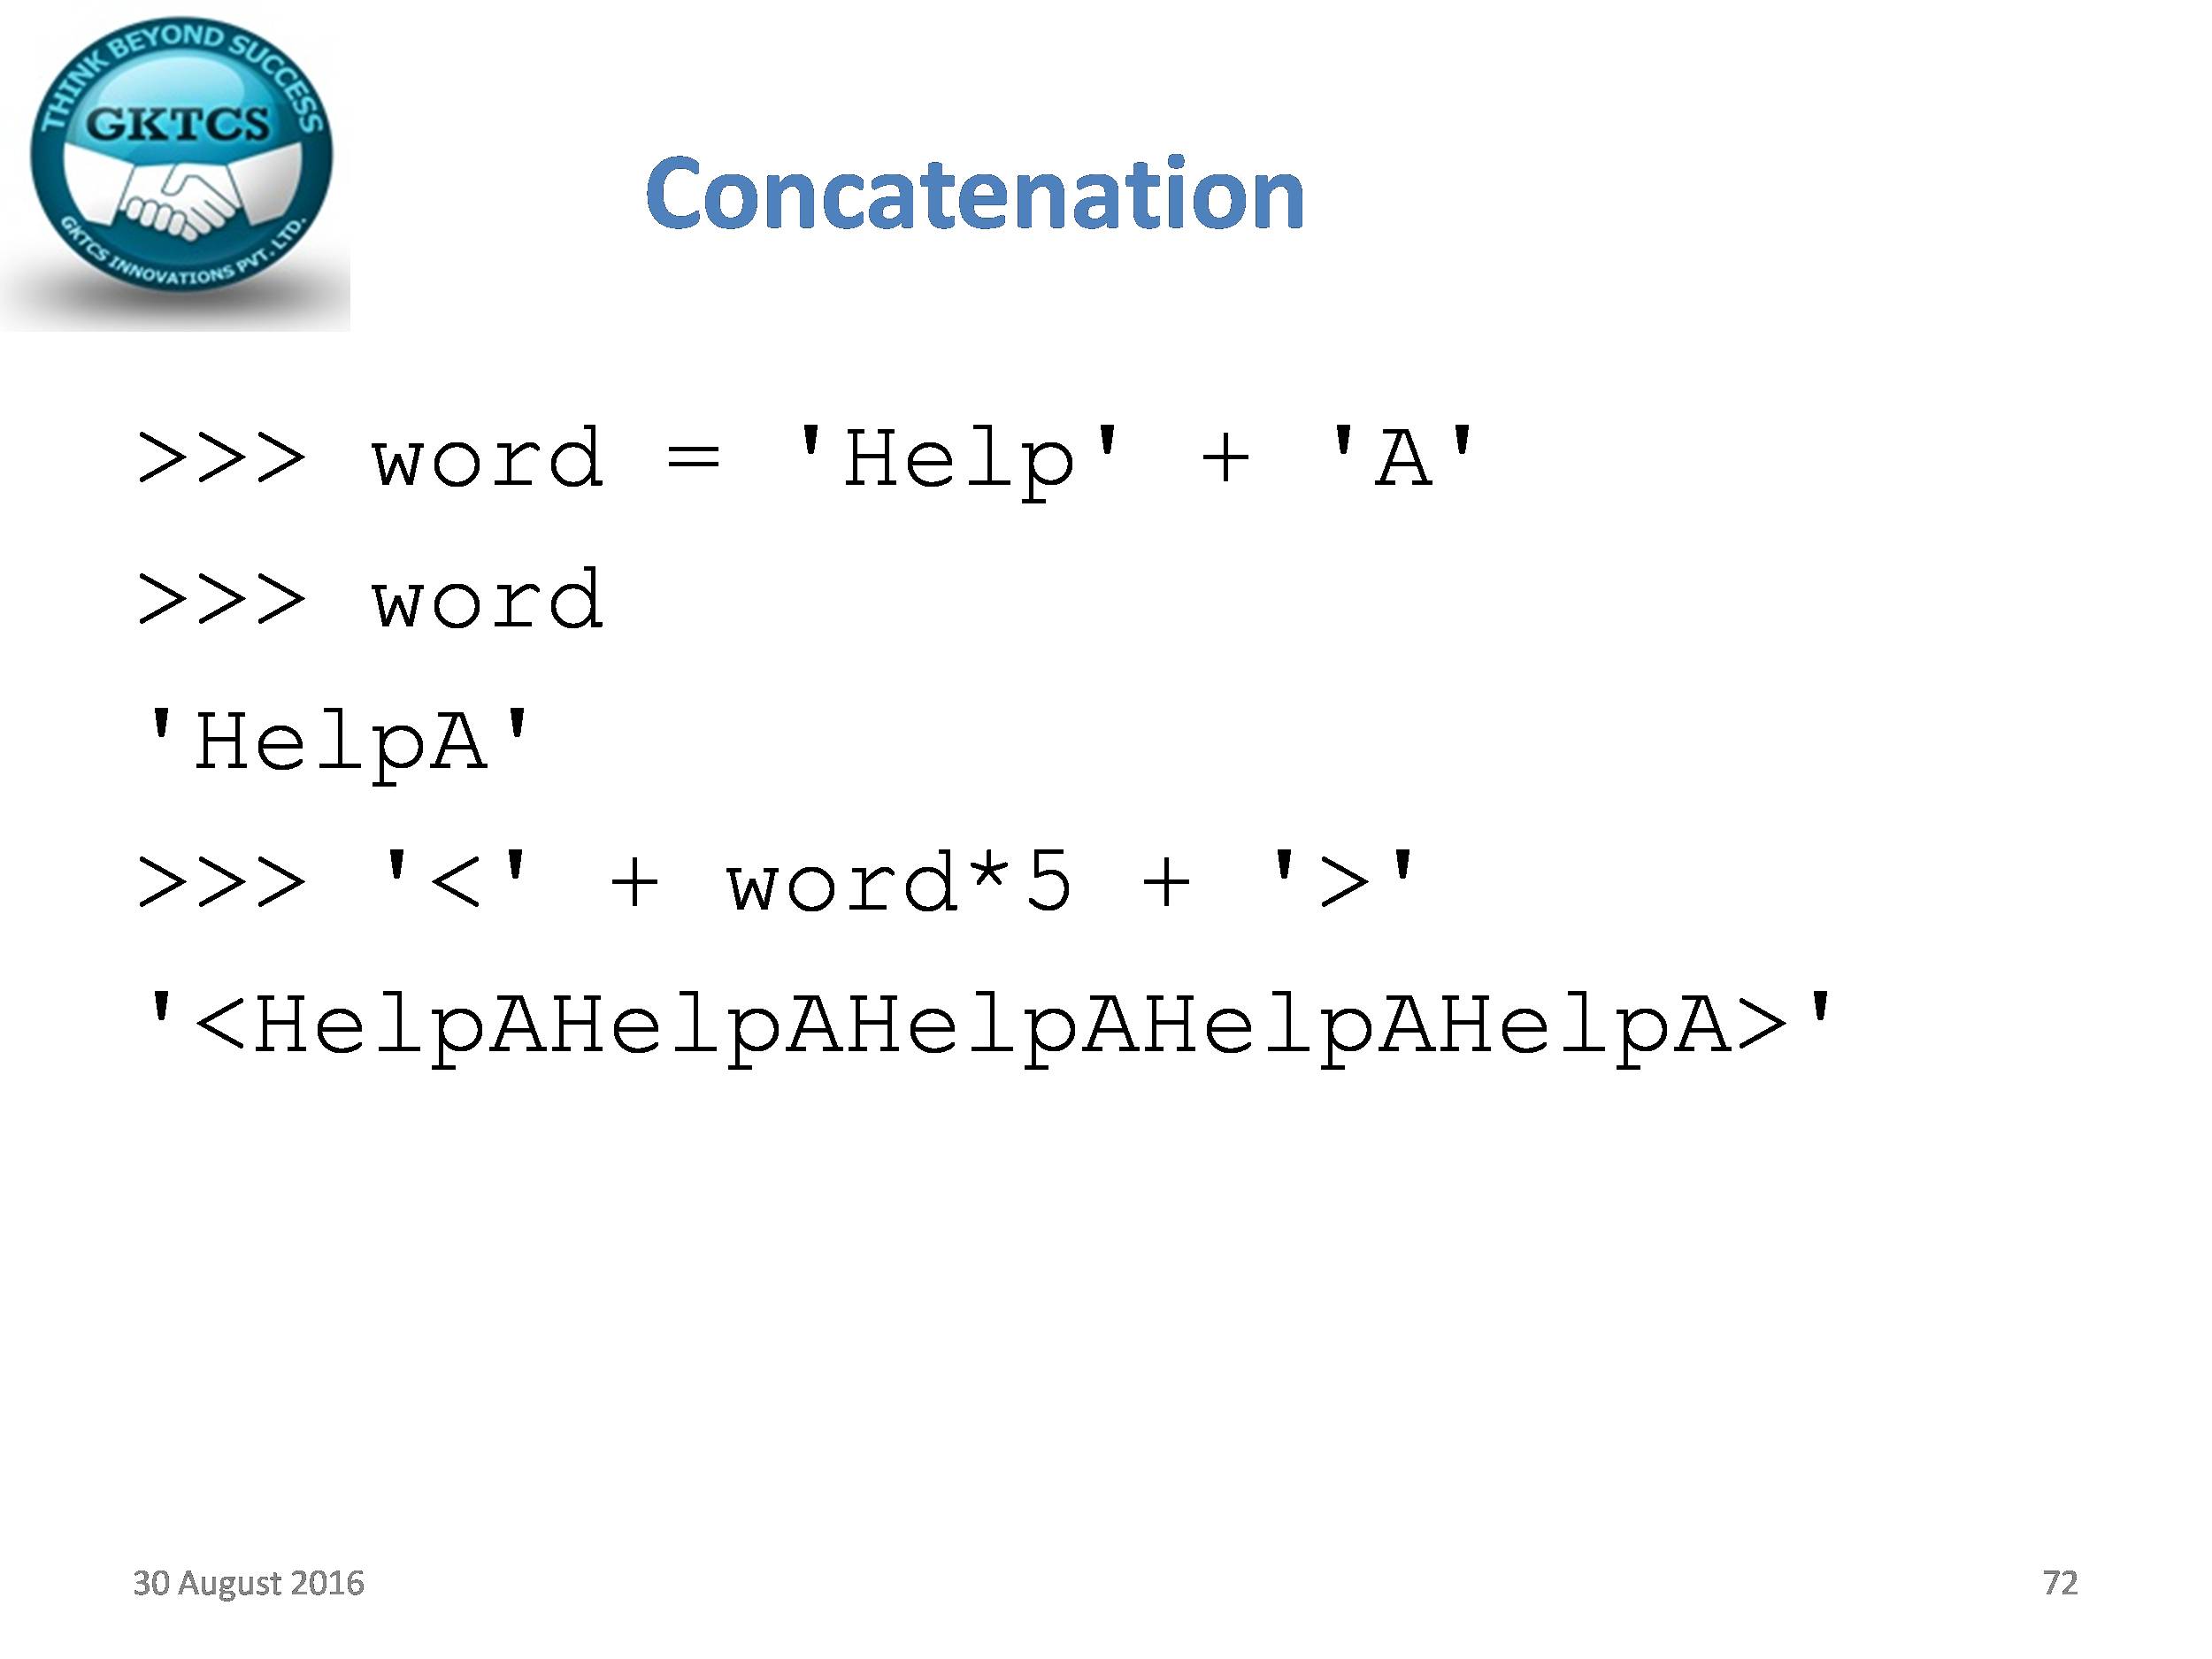 THINK BEYOND SUCCESS
GKTCS
GKTCS INNOVATIONS PVT. LTD.
Concatenation
>>> word = 'Help' + 'A'
>>> word
'HelpA'
>>> '<' + word*5 + '>'
'<HelpAHelpAHelpAHelpAHelpA>'
30 August 2016
72